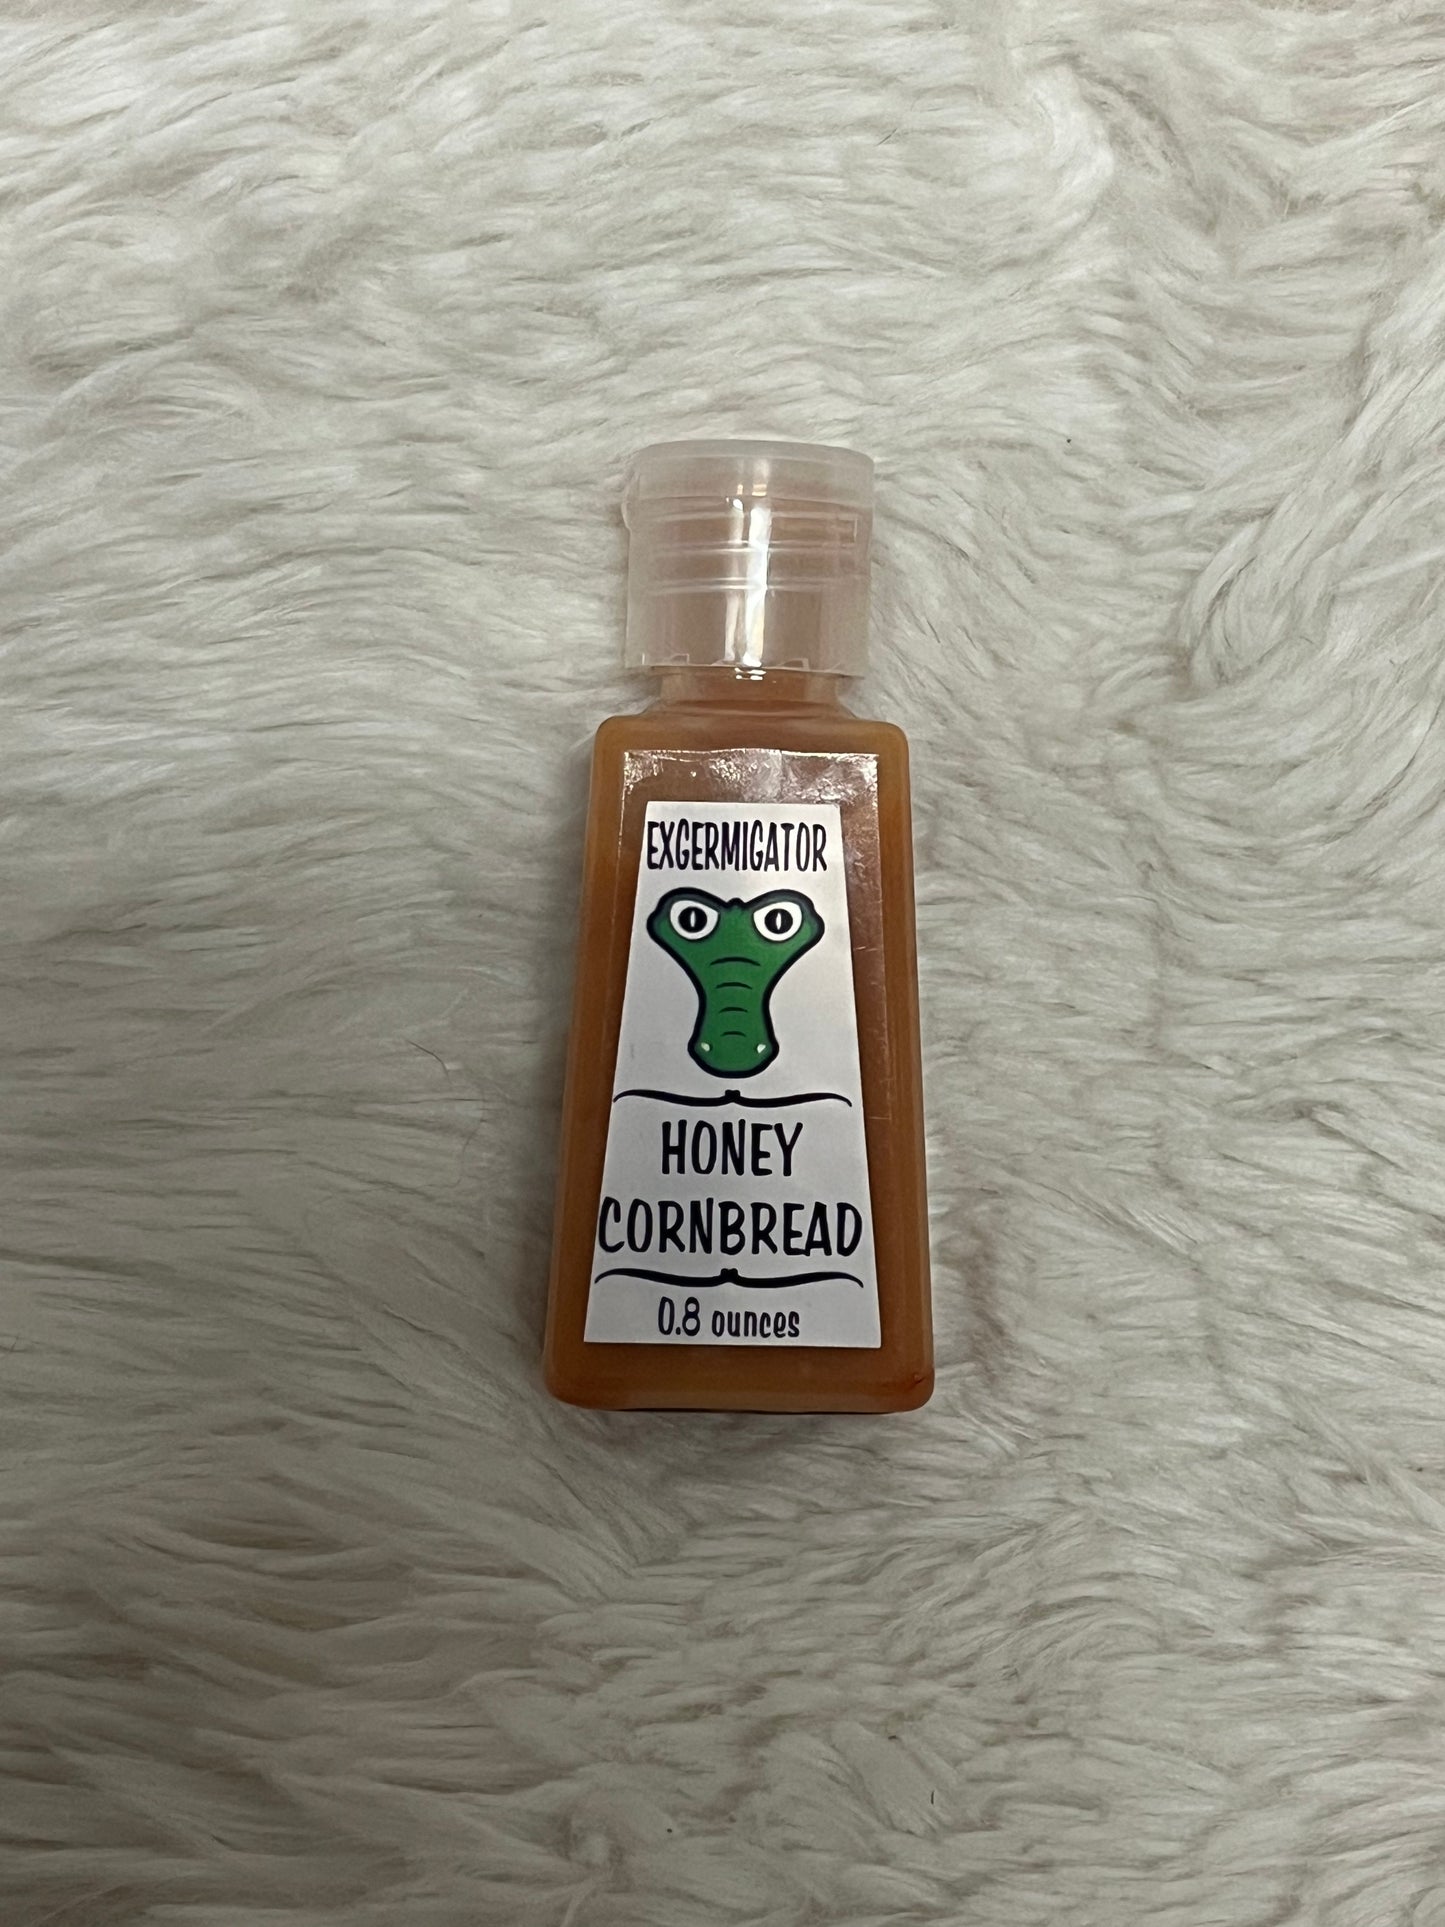 EXGERMIGATOR
HONEY
CORNBREAD
0.8 ounces